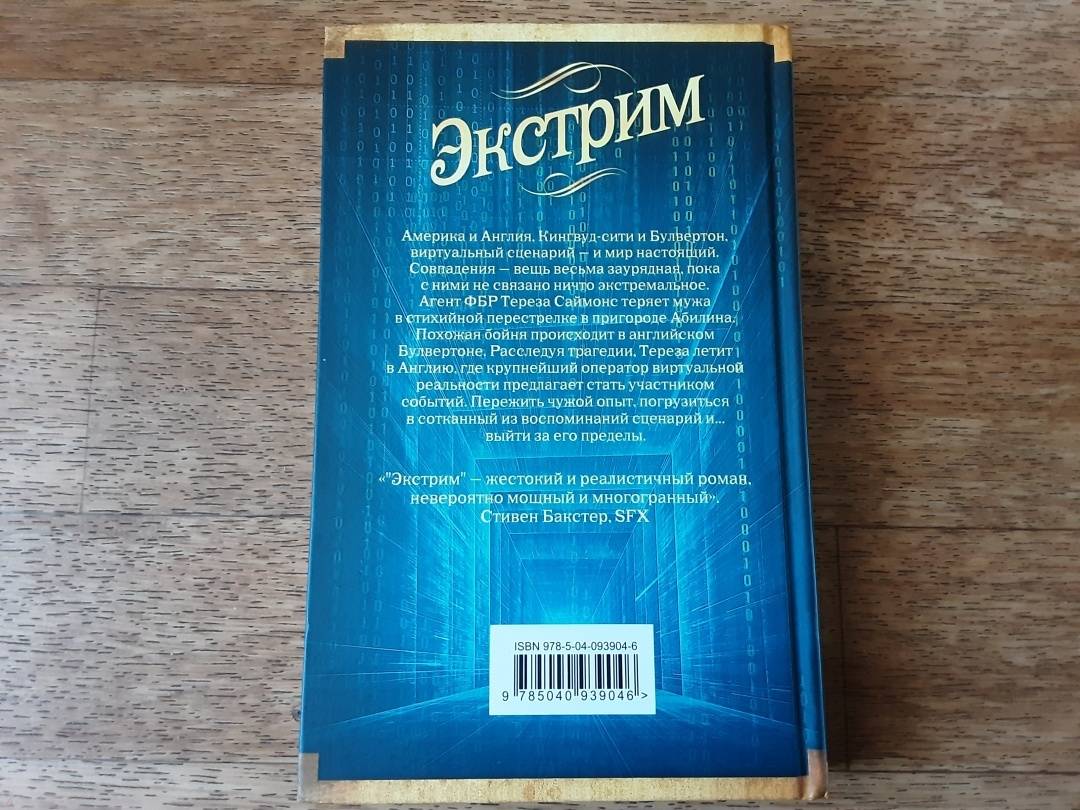 Экстрим
Америка и Англия, Кингвуд-сити и Булвертон,
виртуальный сценарий — и мир настоящий.
Совпадения — вещь весьма заурядная, пока
с ними не связано ничто экстремальное.
Агент ФБР Тереза Саймонс теряет мужа
в стихийной перестрелке в пригороде Абилина.
Похожая бойня происходит в английском
Булвертоне. Расследуя трагедии, Тереза летит
в Англию, где крупнейший оператор виртуальной
реальности предлагает стать участником
событий. Пережить чужой опыт, погрузиться
в сотканный из воспоминаний сценарий и...
выйти за его пределы.
«"Экстрим" — жестокий и реалистичный роман,
невероятно мощный и многогранный».
Стивен Бакстер, SFX
ISBN 978-5-04-093904-6
9 785040 939046 >